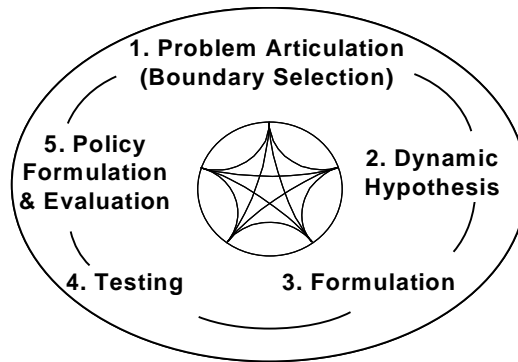 1. Problem Articulation
(Boundary Selection)
2. Dynamic
Hypothesis
3. Formulation
4. Testing
5. Policy
Formulation
& Evaluation